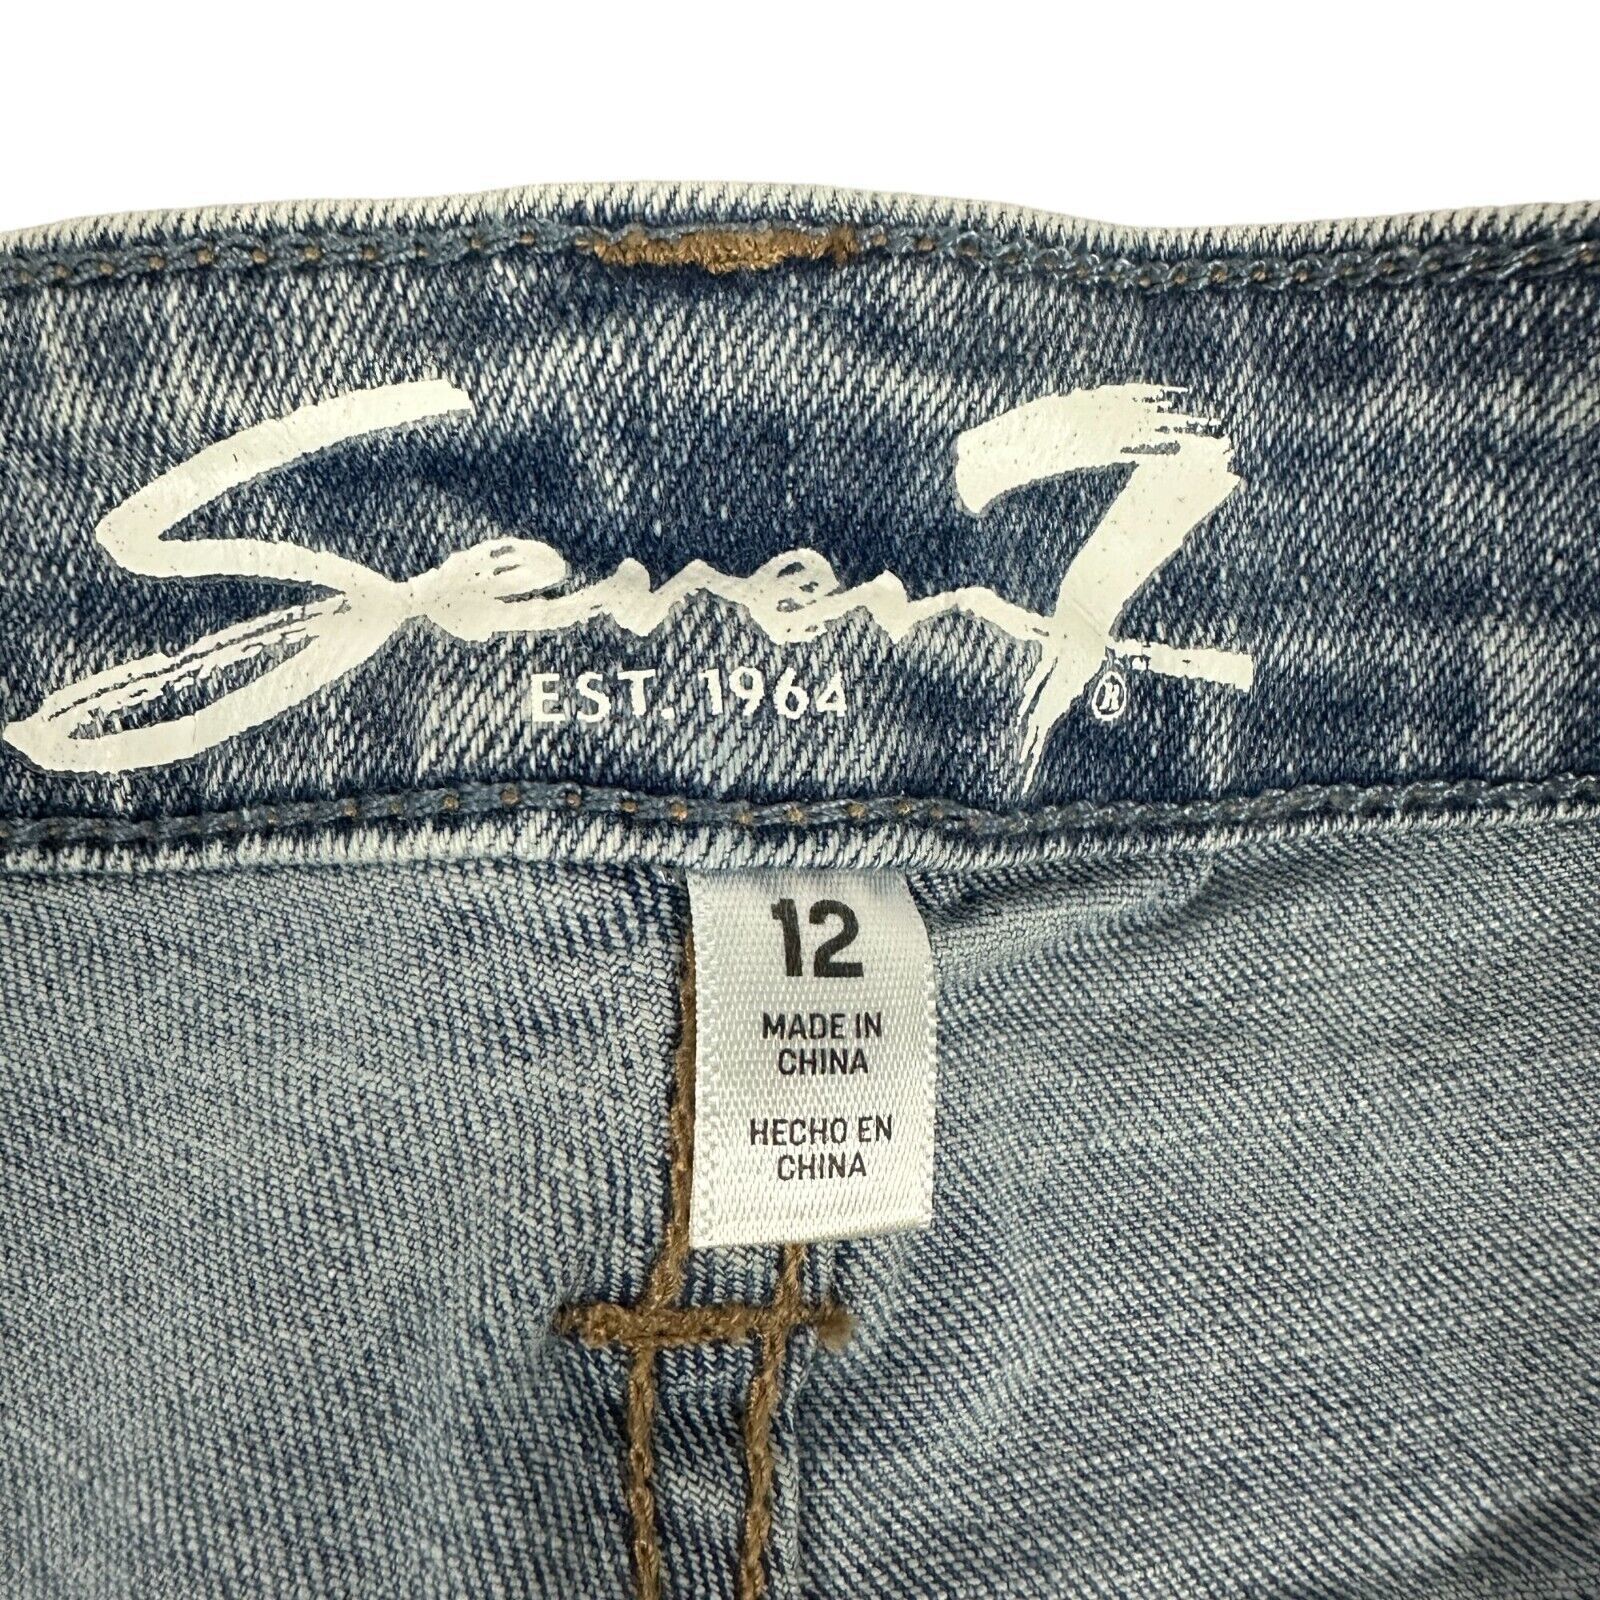 Seven7
EST. 1964 ®
12
MADE IN
CHINA
HECHO EN
CHINA